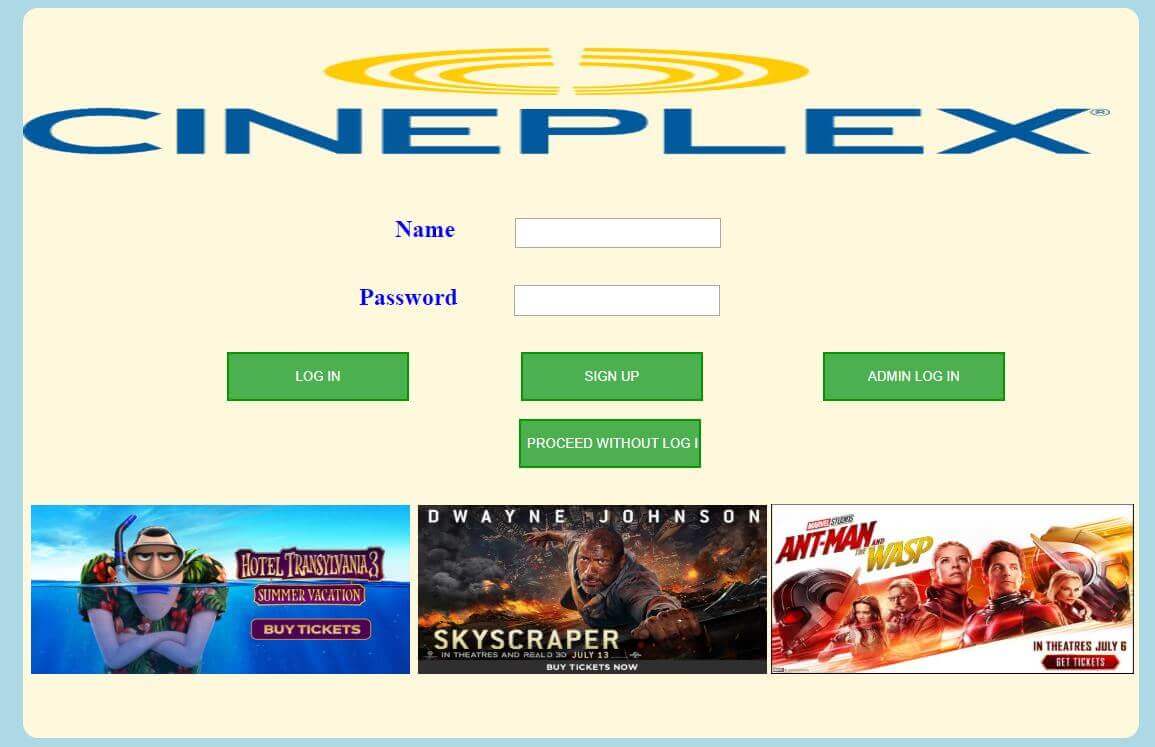 CINEPLEX®
Name
Password
LOG IN
SIGN UP
ADMIN LOG IN
PROCEED WITHOUT LOG I
HOTEL TRANSYLVANIA 3
SUMMER VACATION
BUY TICKETS
DWAYNE JOHNSON
SKYSCRAPER
IN THEATRES AND REALD 3D JULY 13
BUY TICKETS NOW
MARVEL STUDIOS
ANT-MAN AND
THE WASP
IN THEATRES JULY 6
GET TICKETS